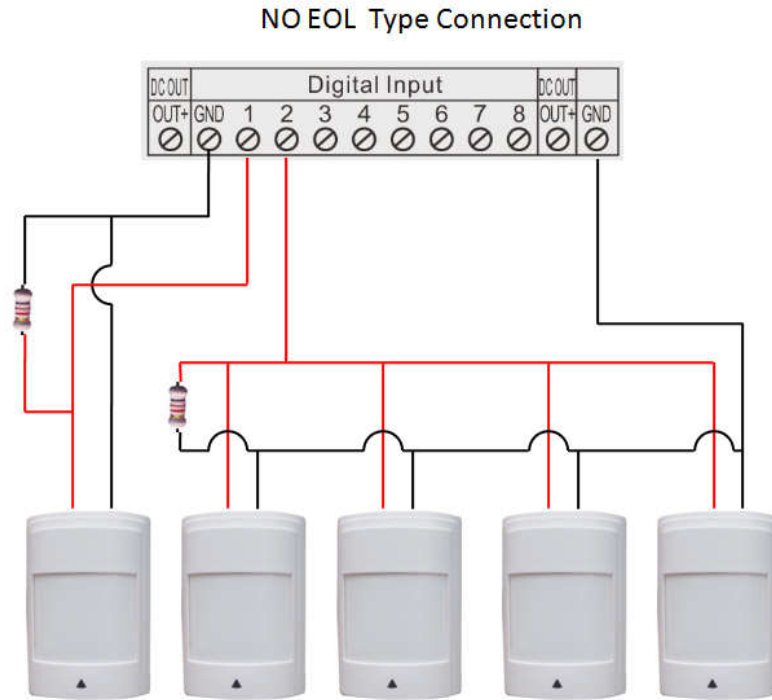 NO EOL Type Connection
DC OUT Digital Input DC OUT
OUT+ GND 1 2 3 4 5 6 7 8 OUT+ GND